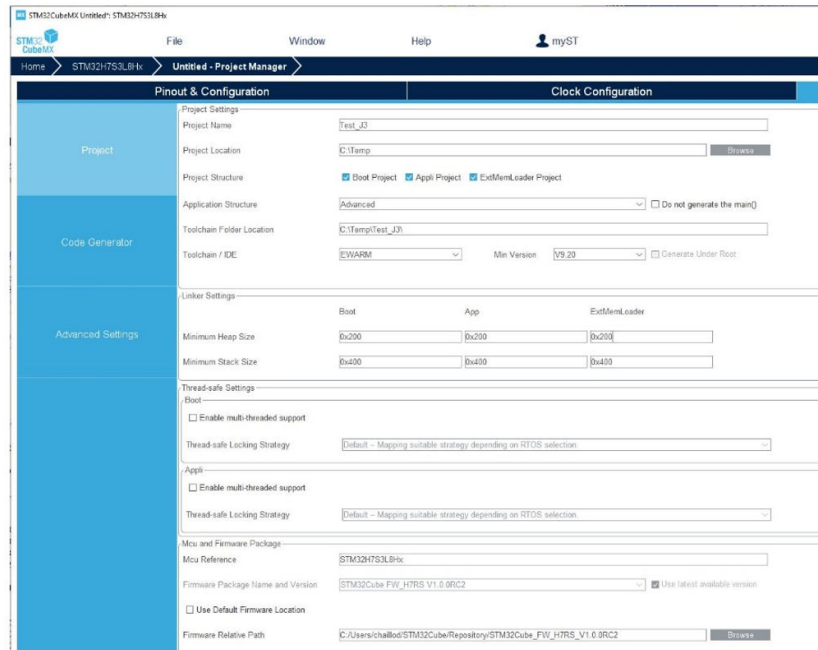 MX STM32CubeMX Untitled*: STM32H7S3L8Hx
STM32 CubeMX File Window Help myST
Home STM32H7S3L8Hx Untitled - Project Manager
Pinout & Configuration Clock Configuration
Project
Code Generator
Advanced Settings
Project Settings
Project Name Test_J3
Project Location C:\Temp Browse
Project Structure Boot Project Appli Project ExtMemLoader Project
Application Structure Advanced Do not generate the main()
Toolchain Folder Location C:\Temp\Test_J3\
Toolchain / IDE EWARM Min Version V9.20 Generate Under Root
Linker Settings
Boot App ExtMemLoader
Minimum Heap Size 0x200 0x200 0x200
Minimum Stack Size 0x400 0x400 0x400
Thread-safe Settings
Boot
Enable multi-threaded support
Thread-safe Locking Strategy Default – Mapping suitable strategy depending on RTOS selection.
Appli
Enable multi-threaded support
Thread-safe Locking Strategy Default – Mapping suitable strategy depending on RTOS selection.
Mcu and Firmware Package
Mcu Reference STM32H7S3L8Hx
Firmware Package Name and Version STM32Cube FW_H7RS V1.0.0RC2 Use latest available version
Use Default Firmware Location
Firmware Relative Path C:/Users/chaillod/STM32Cube/Repository/STM32Cube_FW_H7RS_V1.0.0RC2 Browse